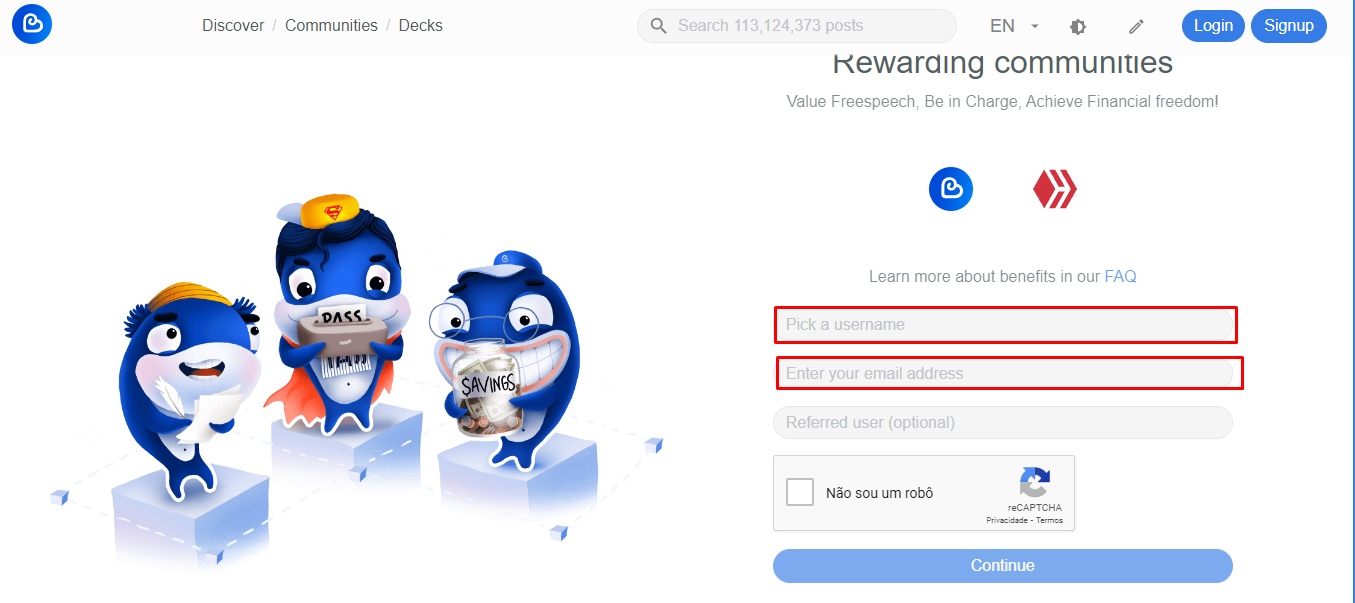 Discover / Communities / Decks
Search 113,124,373 posts
EN
Login
Signup
Rewarding communities
Value Freespeech, Be in Charge, Achieve Financial freedom!
Learn more about benefits in our FAQ
Pick a username
Enter your email address
Referred user (optional)
Não sou um robô
reCAPTCHA
Privacidade - Termos
Continue
PASS
$AVINGS